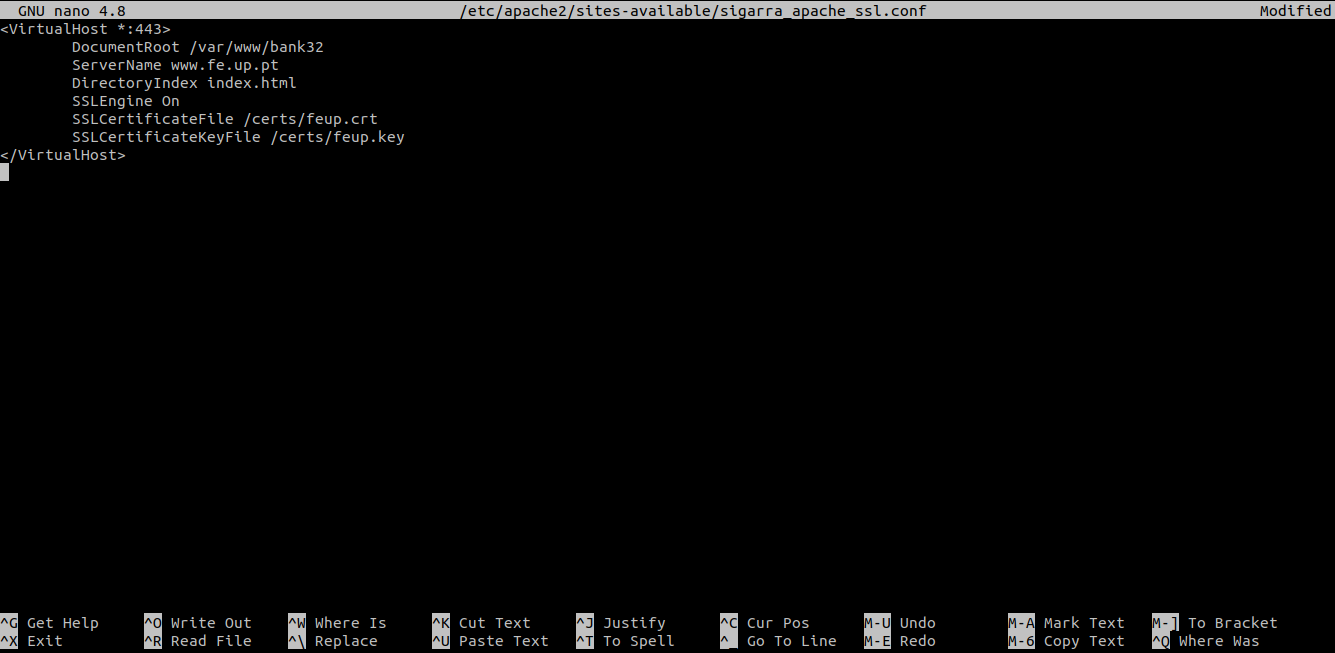 GNU nano 4.8 /etc/apache2/sites-available/sigarra_apache_ssl.conf Modified
<VirtualHost *:443>
        DocumentRoot /var/www/bank32
        ServerName www.fe.up.pt
        DirectoryIndex index.html
        SSLEngine On
        SSLCertificateFile /certs/feup.crt
        SSLCertificateKeyFile /certs/feup.key
</VirtualHost>
^G Get Help ^O Write Out ^W Where Is ^K Cut Text ^J Justify ^C Cur Pos M-U Undo M-A Mark Text M-] To Bracket
^X Exit ^R Read File ^\ Replace ^U Paste Text ^T To Spell ^_ Go To Line M-E Redo M-6 Copy Text ^Q Where Was